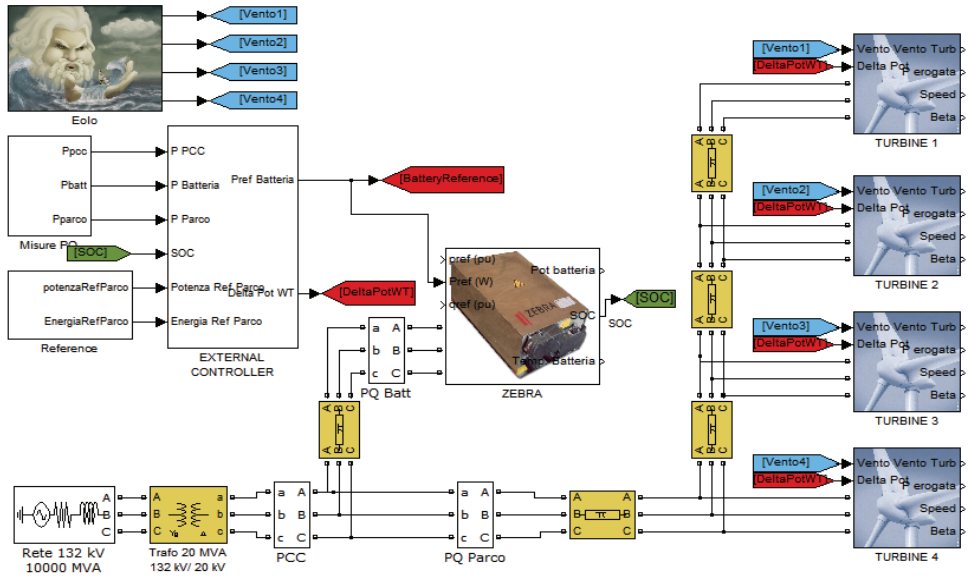 [Vento1]
[Vento2]
[Vento3]
[Vento4]
Eolo
Ppcc
Pbatt
Pparco
Misure PQ
[SOC]
potenzaRefParco
EnergiaRefParco
Reference
P PCC
P Batteria
P Parco
SOC
Potenza Ref Parco
Energia Ref Parco
Pref Batteria
Delta Pot WT
EXTERNAL
CONTROLLER
[BatteryReference]
[DeltaPotWT]
pref (pu)
Pref (W)
qref (pu)
Pot batteria
SOC
Temp Batteria
ZEBRA
ZEBRA
[SOC]
SOC
a A
b B
c C
PQ Batt
A B C
π
A B C
A
B
C
Rete 132 kV
10000 MVA
A a
B b
C c
Yg Δ
Trafo 20 MVA
132 kV/ 20 kV
a A
b B
c C
PCC
a A
b B
c C
PQ Parco
A A
B π B
C C
A B C
π
A B C
A B C
π
A B C
A B C
π
A B C
[Vento1]
[DeltaPotWT]
Vento Vento Turb
Delta Pot
P erogata
Speed
Beta
TURBINE 1
[Vento2]
[DeltaPotWT]
Vento Vento Turb
Delta Pot
P erogata
Speed
Beta
TURBINE 2
[Vento3]
[DeltaPotWT]
Vento Vento Turb
Delta Pot
P erogata
Speed
Beta
TURBINE 3
[Vento4]
[DeltaPotWT]
Vento Vento Turb
Delta Pot
P erogata
Speed
Beta
TURBINE 4